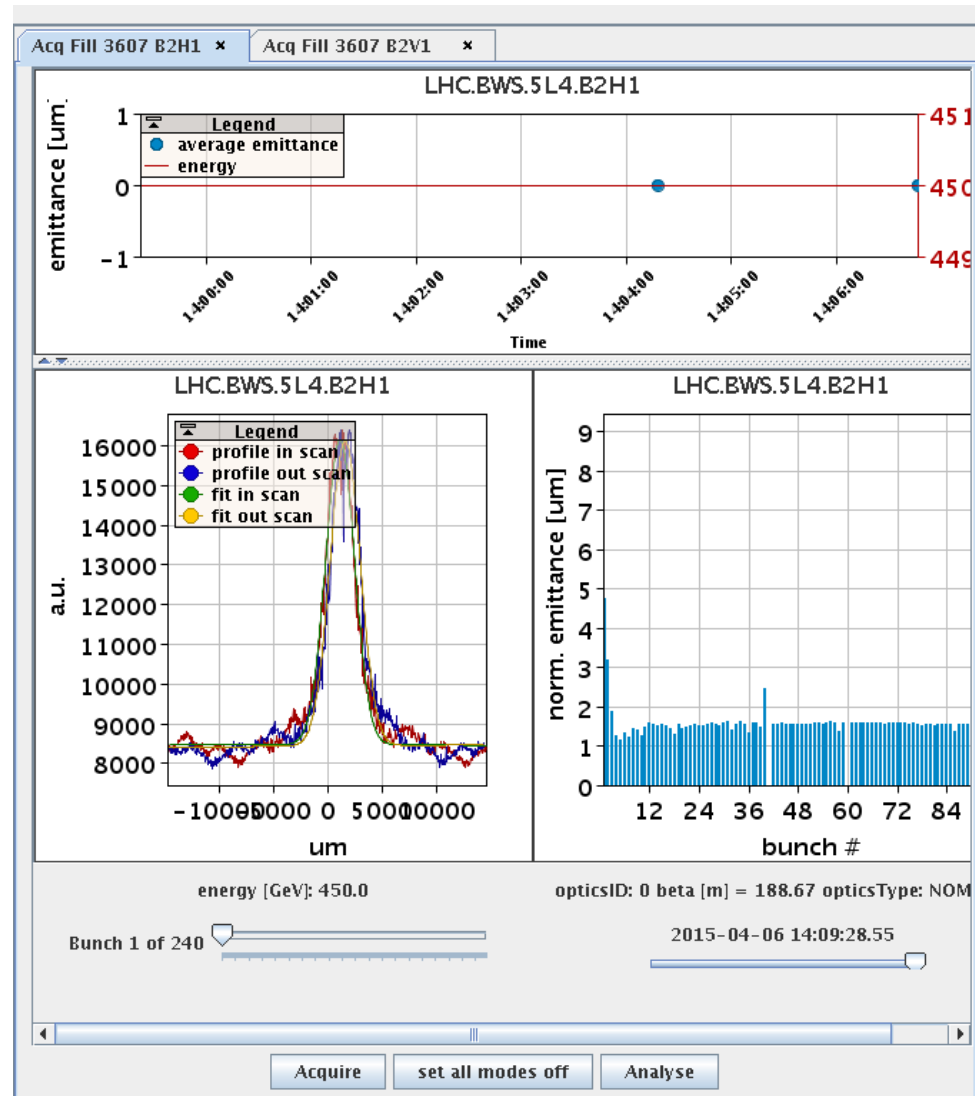 Acq Fill 3607 B2H1 × Acq Fill 3607 B2V1 ×
LHC.BWS.5L4.B2H1
emittance [um]
1
0
-1
Legend
average emittance
energy
451
450
449
14:00:00 14:01:00 14:02:00 14:03:00 14:04:00 14:05:00 14:06:00
Time
LHC.BWS.5L4.B2H1
a.u.
16000
15000
14000
13000
12000
11000
10000
9000
8000
Legend
profile in scan
profile out scan
fit in scan
fit out scan
-10000 -5000 0 5000 10000
um
LHC.BWS.5L4.B2H1
norm. emittance [um]
9
8
7
6
5
4
3
2
1
0
12 24 36 48 60 72 84
bunch #
energy [GeV]: 450.0
opticsID: 0 beta [m] = 188.67 opticsType: NOM
Bunch 1 of 240
2015-04-06 14:09:28.55
Acquire set all modes off Analyse